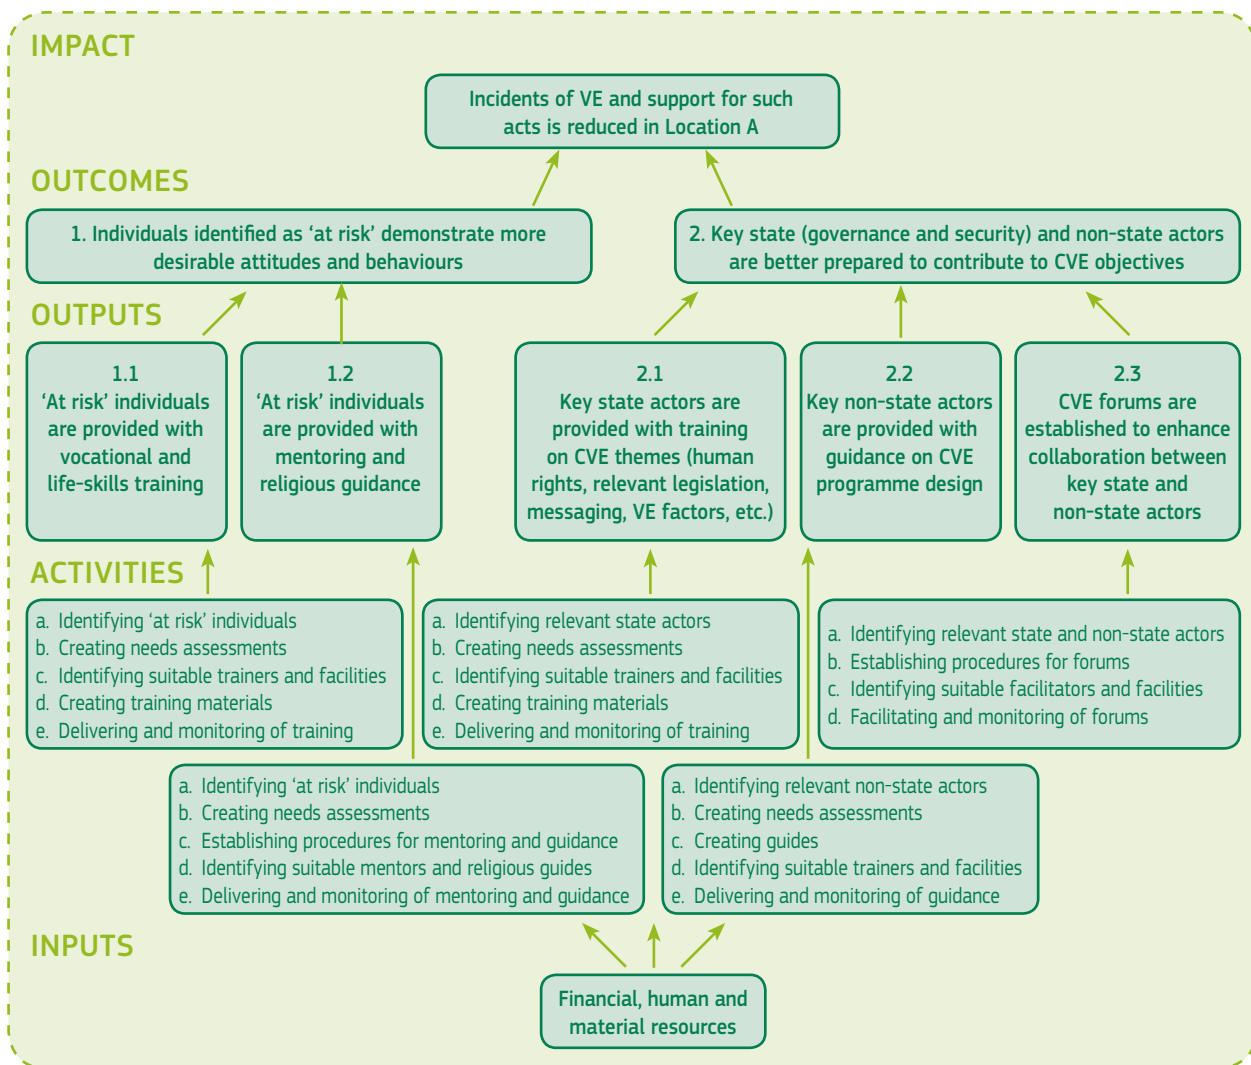 IMPACT
Incidents of VE and support for such
acts is reduced in Location A
OUTCOMES
1. Individuals identified as ‘at risk’ demonstrate more
desirable attitudes and behaviours
2. Key state (governance and security) and non-state actors
are better prepared to contribute to CVE objectives
OUTPUTS
1.1
‘At risk’ individuals
are provided with
vocational and
life-skills training
1.2
‘At risk’ individuals
are provided with
mentoring and
religious guidance
2.1
Key state actors are
provided with training
on CVE themes (human
rights, relevant legislation,
messaging, VE factors, etc.)
2.2
Key non-state actors
are provided with
guidance on CVE
programme design
2.3
CVE forums are
established to enhance
collaboration between
key state and
non-state actors
ACTIVITIES
a. Identifying ‘at risk’ individuals
b. Creating needs assessments
c. Identifying suitable trainers and facilities
d. Creating training materials
e. Delivering and monitoring of training
a. Identifying relevant state actors
b. Creating needs assessments
c. Identifying suitable trainers and facilities
d. Creating training materials
e. Delivering and monitoring of training
a. Identifying relevant state and non-state actors
b. Establishing procedures for forums
c. Identifying suitable facilitators and facilities
d. Facilitating and monitoring of forums
a. Identifying ‘at risk’ individuals
b. Creating needs assessments
c. Establishing procedures for mentoring and guidance
d. Identifying suitable mentors and religious guides
e. Delivering and monitoring of mentoring and guidance
a. Identifying relevant non-state actors
b. Creating needs assessments
c. Creating guides
d. Identifying suitable trainers and facilities
e. Delivering and monitoring of guidance
INPUTS
Financial, human and
material resources